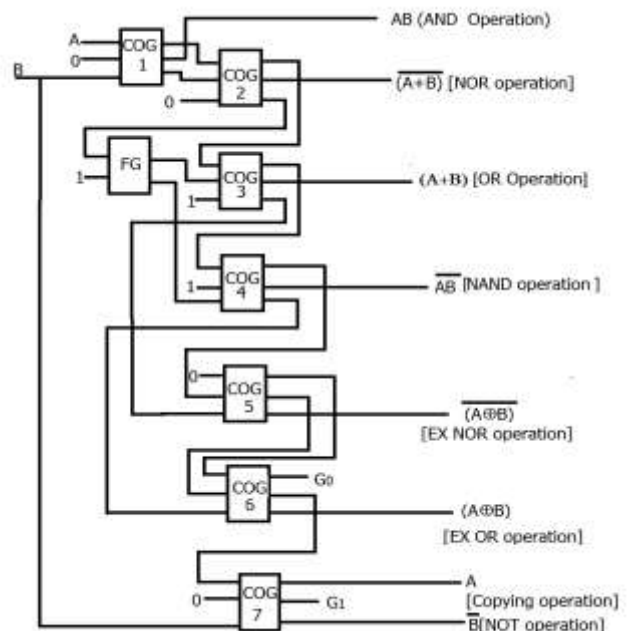 AB (AND Operation)
A
COG
1
0
B
COG
2
(A+B) [NOR operation]
0
FG
1
COG
3
(A+B) [OR Operation]
1
COG
4
AB [NAND operation ]
1
0
COG
5
(A⊕B)
[EX NOR operation]
COG
6
G0
(A⊕B)
[EX OR operation]
COG
7
0
G1
A
[Copying operation]
B[NOT operation]